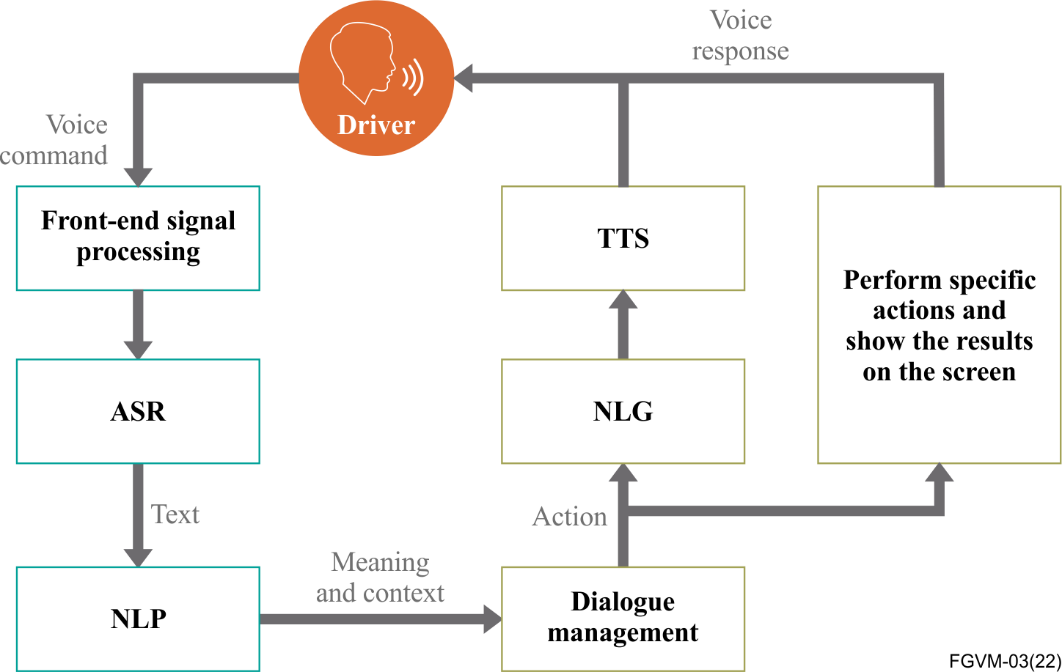 Voice
response
Driver
Voice
command
Front-end signal
processing
TTS
Perform specific
actions and
show the results
on the screen
ASR
NLG
Text
Action
Meaning
and context
NLP
Dialogue
management
FGVM-03(22)